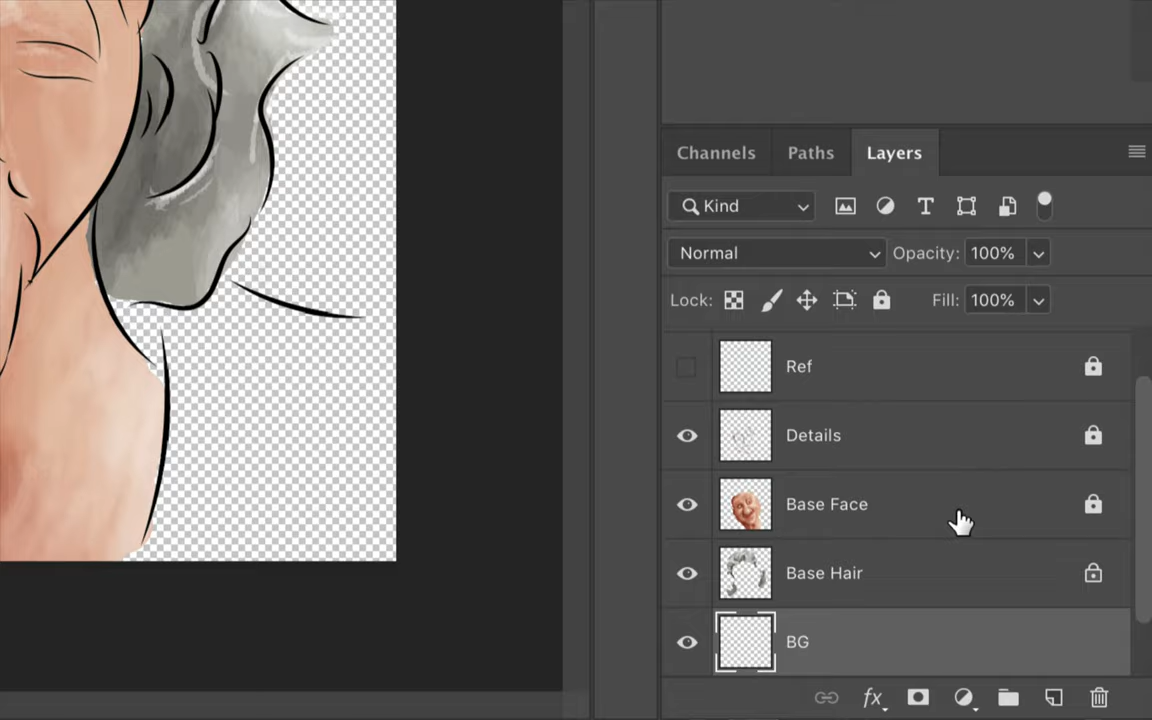 Channels Paths Layers
Kind T
Normal Opacity: 100%
Lock: Fill: 100%
Ref
Details
Base Face
Base Hair
BG
fx